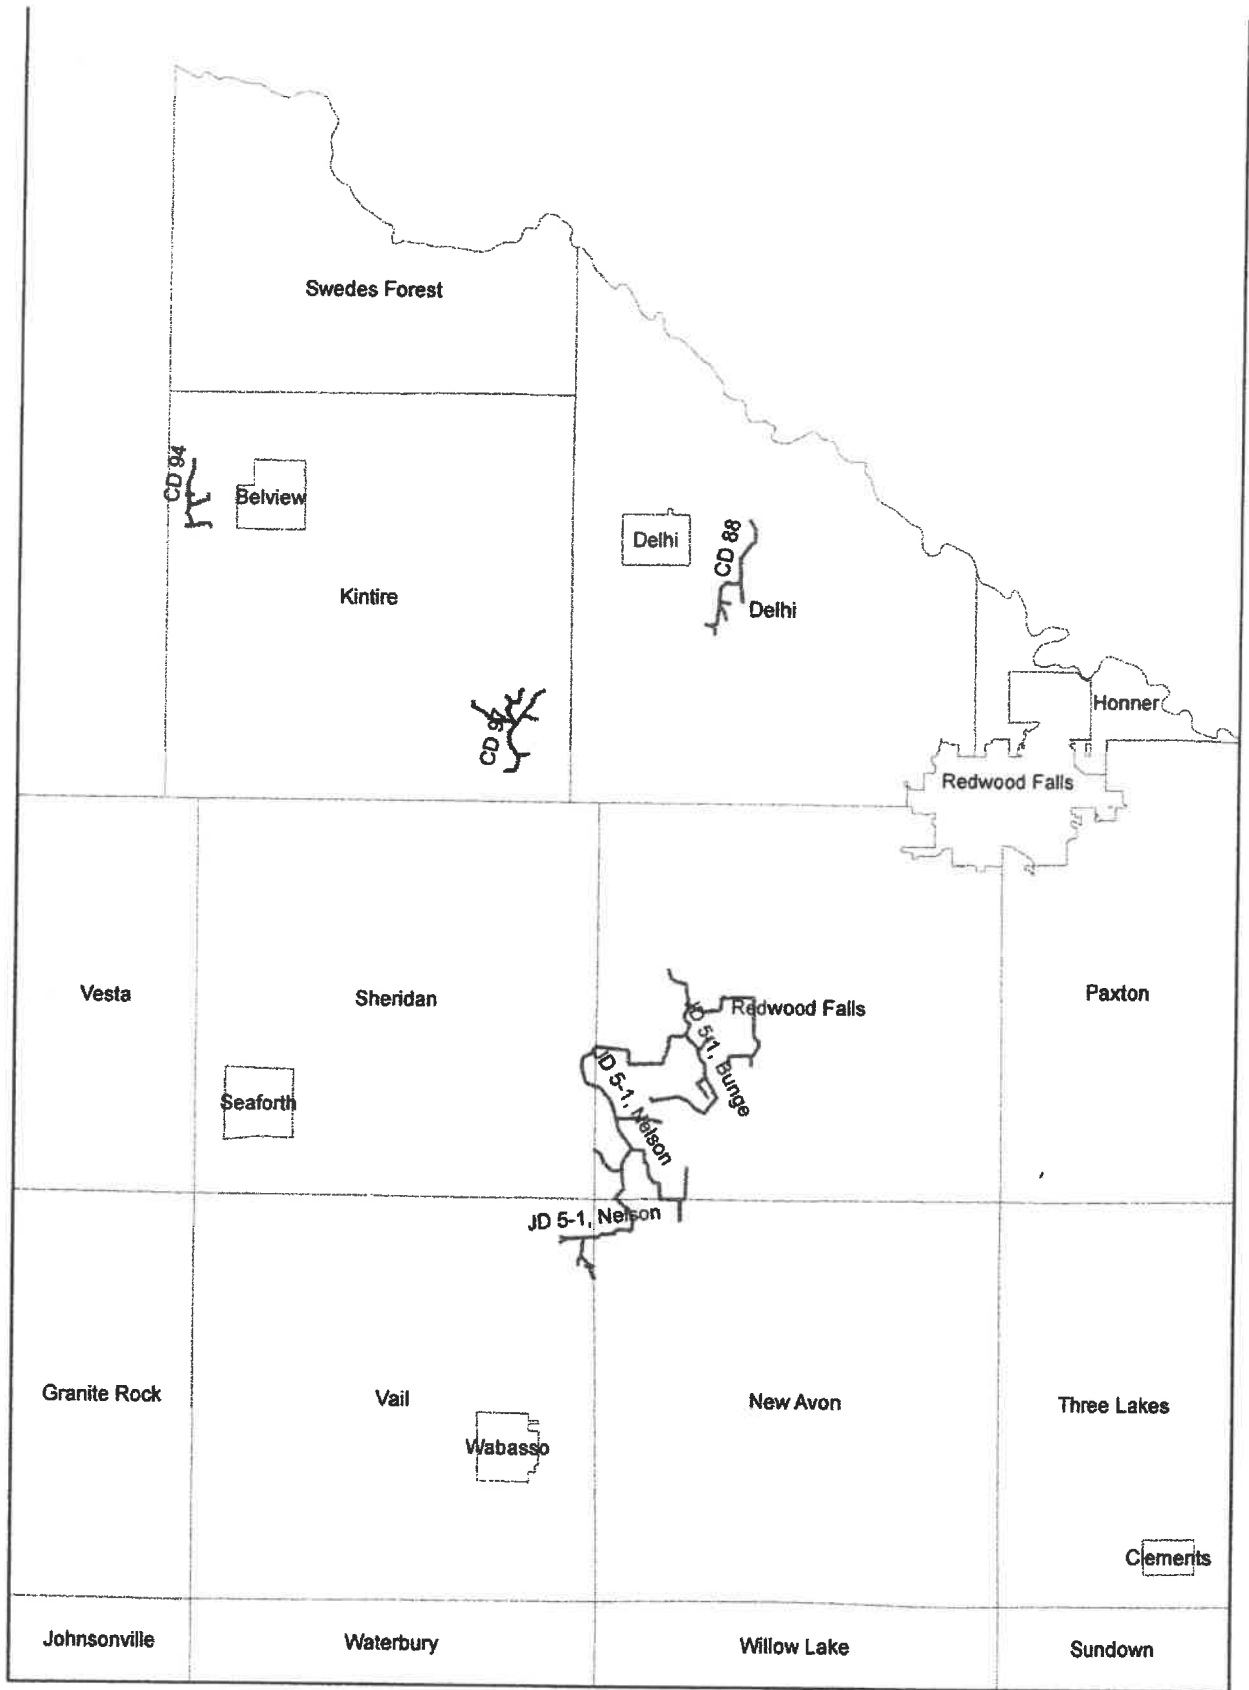 Swedes Forest
CD 94
Belview
Delhi
CD 88
Kintire
Delhi
CD 97
Honner
Redwood Falls
Vesta
Sheridan
Redwood Falls
Paxton
JD 5-1, Bunge
JD 5-1, Nelson
Seaforth
JD 5-1, Nelson
Granite Rock
Vail
New Avon
Three Lakes
Wabasso
Clements
Johnsonville
Waterbury
Willow Lake
Sundown